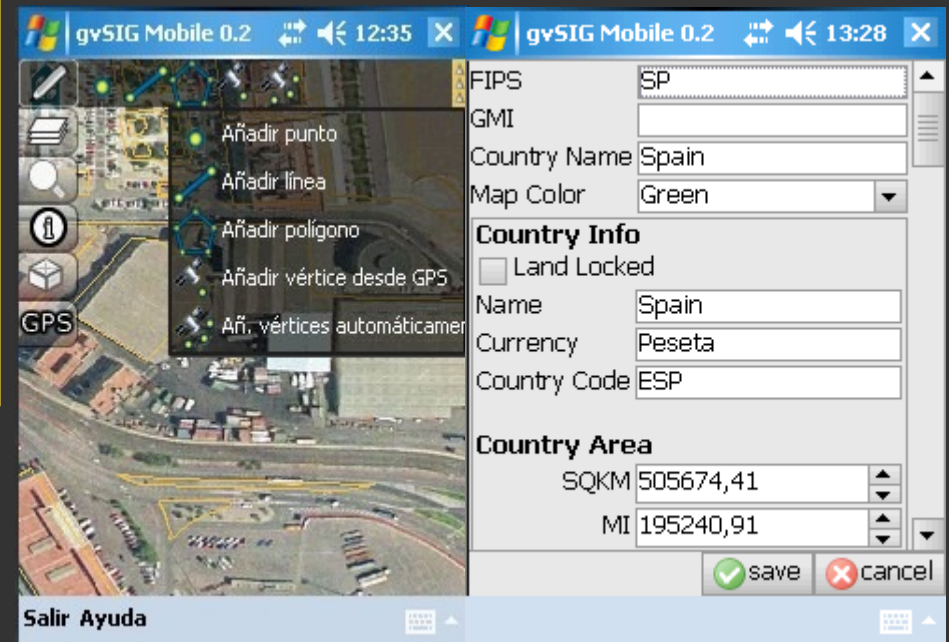 gvSIG Mobile 0.2 12:35
Añadir punto
Añadir línea
Añadir polígono
Añadir vértice desde GPS
Añ. vértices automáticamen
GPS
Salir Ayuda
gvSIG Mobile 0.2 13:28
FIPS SP
GMI
Country Name Spain
Map Color Green
Country Info
Land Locked
Name Spain
Currency Peseta
Country Code ESP
Country Area
SQKM 505674,41
MI 195240,91
save cancel